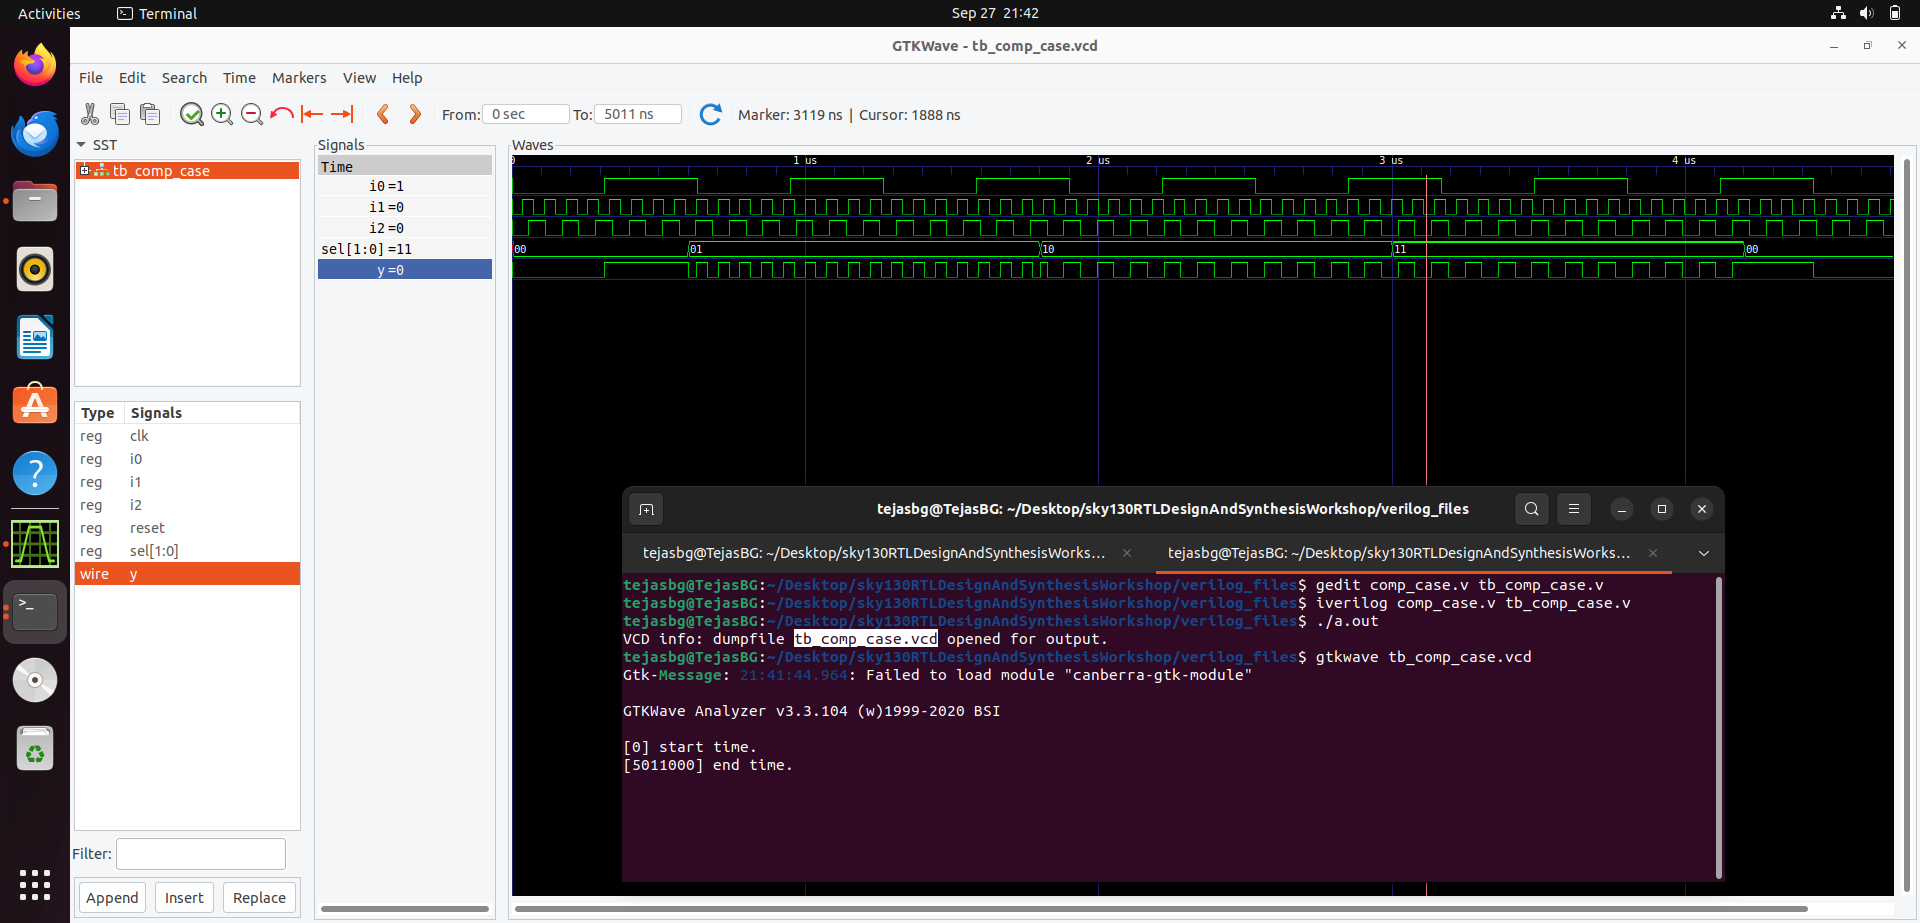 Activities
Terminal
Sep 27 21:42
GTKWave - tb_comp_case.vcd
File Edit Search Time Markers View Help
From: 0 sec To: 5011 ns Marker: 3119 ns | Cursor: 1888 ns
SST
tb_comp_case
Type Signals
reg clk
reg i0
reg i1
reg i2
reg reset
reg sel[1:0]
wire y
Filter:
Append Insert Replace
Signals
Time
i0 =1
i1 =0
i2 =0
sel[1:0] =11
y =0
Waves
0 1 us 2 us 3 us 4 us
00 01 10 11 00
tejasbg@TejasBG: ~/Desktop/sky130RTLDesignAndSynthesisWorkshop/verilog_files
tejasbg@TejasBG: ~/Desktop/sky130RTLDesignAndSynthesisWorks... tejasbg@TejasBG: ~/Desktop/sky130RTLDesignAndSynthesisWorks...
tejasbg@TejasBG:~/Desktop/sky130RTLDesignAndSynthesisWorkshop/verilog_files$ gedit comp_case.v tb_comp_case.v
tejasbg@TejasBG:~/Desktop/sky130RTLDesignAndSynthesisWorkshop/verilog_files$ iverilog comp_case.v tb_comp_case.v
tejasbg@TejasBG:~/Desktop/sky130RTLDesignAndSynthesisWorkshop/verilog_files$ ./a.out
VCD info: dumpfile tb_comp_case.vcd opened for output.
tejasbg@TejasBG:~/Desktop/sky130RTLDesignAndSynthesisWorkshop/verilog_files$ gtkwave tb_comp_case.vcd
Gtk-Message: 21:41:44.964: Failed to load module "canberra-gtk-module"
GTKWave Analyzer v3.3.104 (w)1999-2020 BSI
[0] start time.
[5011000] end time.